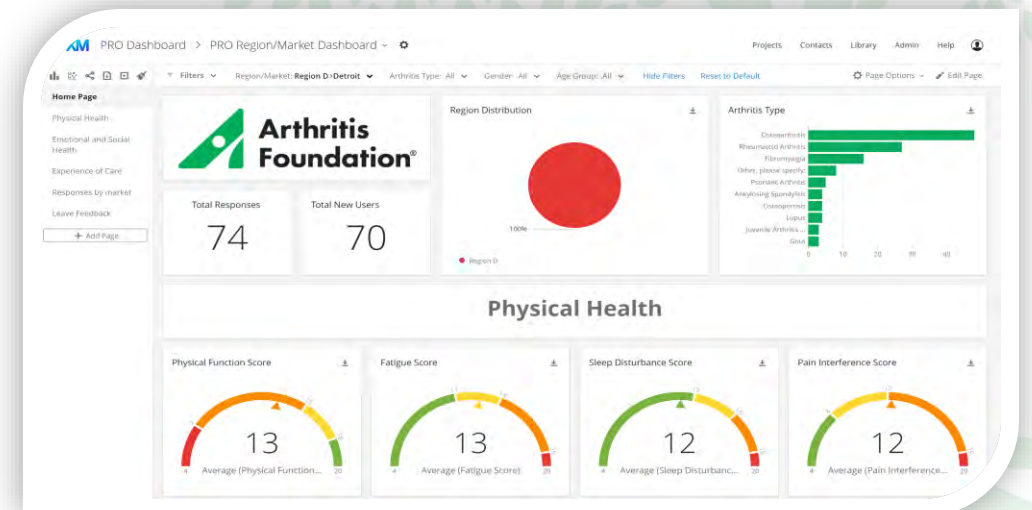 XM PRO Dashboard > PRO Region/Market Dashboard
Projects Contacts Library Admin Help
Filters Region/Market: Region D>Detroit Arthritis Type: All Gender: All Age Group: All Hide Filters Reset to Default Page Options Edit Page
Home Page
Physical Health
Emotional and Social
Health
Experience of Care
Responses by market
Leave Feedback
+ Add Page
Arthritis
Foundation®
Total Responses
74
Total New Users
70
Region Distribution
100%
Region D
Arthritis Type
Osteoarthritis
Rheumatoid Arthritis
Fibromyalgia
Other, please specify:
Psoriatic Arthritis
Ankylosing Spondylitis
Osteoporosis
Lupus
Juvenile Arthritis ...
Gout
0 10 20 30 40
Physical Health
Physical Function Score
13
4 20
Average (Physical Function...
Fatigue Score
13
4 20
Average (Fatigue Score)
Sleep Disturbance Score
12
4 20
Average (Sleep Disturbanc...
Pain Interference Score
12
4 20
Average (Pain Interference...